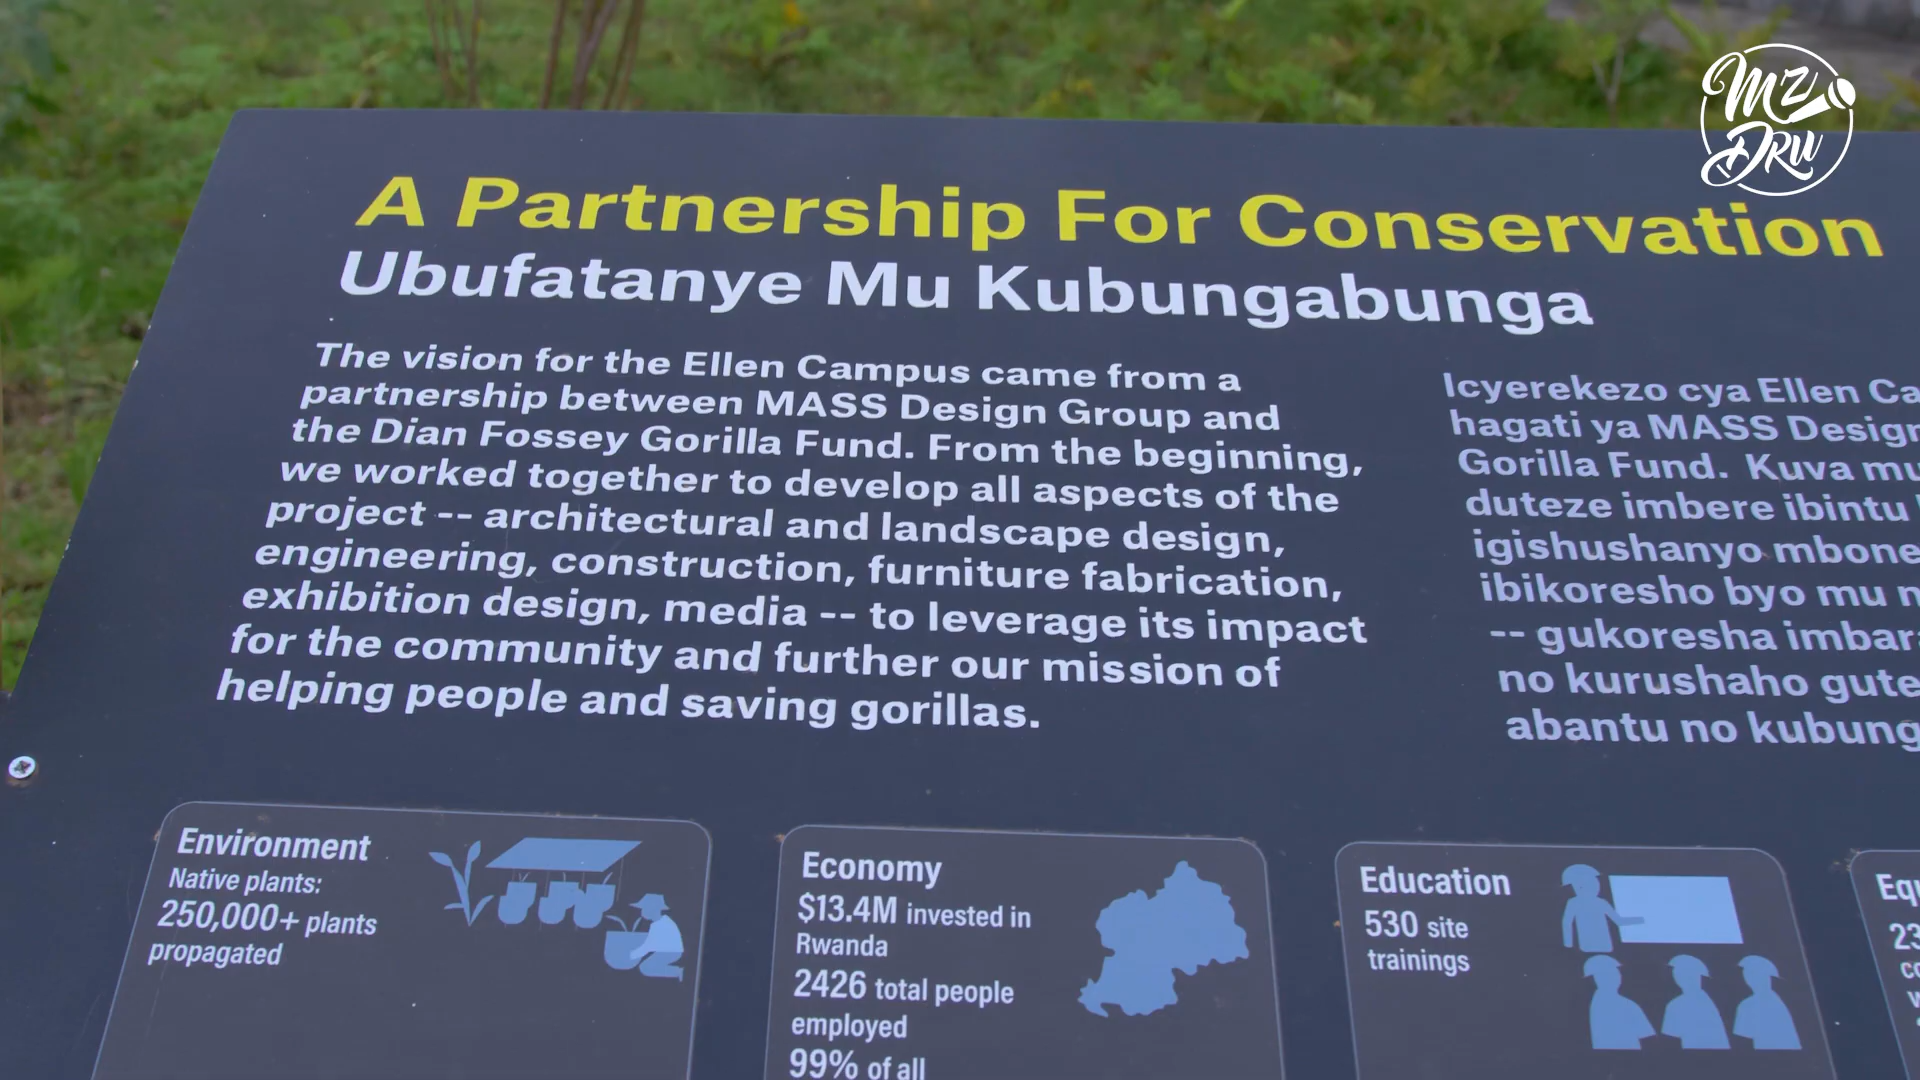 MZ
DRU
A Partnership For Conservation
Ubufatanye Mu Kubungabunga
The vision for the Ellen Campus came from a
partnership between MASS Design Group and
the Dian Fossey Gorilla Fund. From the beginning,
we worked together to develop all aspects of the
project -- architectural and landscape design,
engineering, construction, furniture fabrication,
exhibition design, media -- to leverage its impact
for the community and further our mission of
helping people and saving gorillas.
Icyerekezo cya Ellen
hagati ya MASS Design
Gorilla Fund. Kuva
duteze imbere ibintu
igishushanyo
ibikoresho byo mu
-- gukoresha
no kurushaho
abantu no
Environment
Native plants:
250,000+ plants
propagated
Economy
$13.4M invested in
Rwanda
2426 total people
employed
99% of all
Education
530 site
trainings